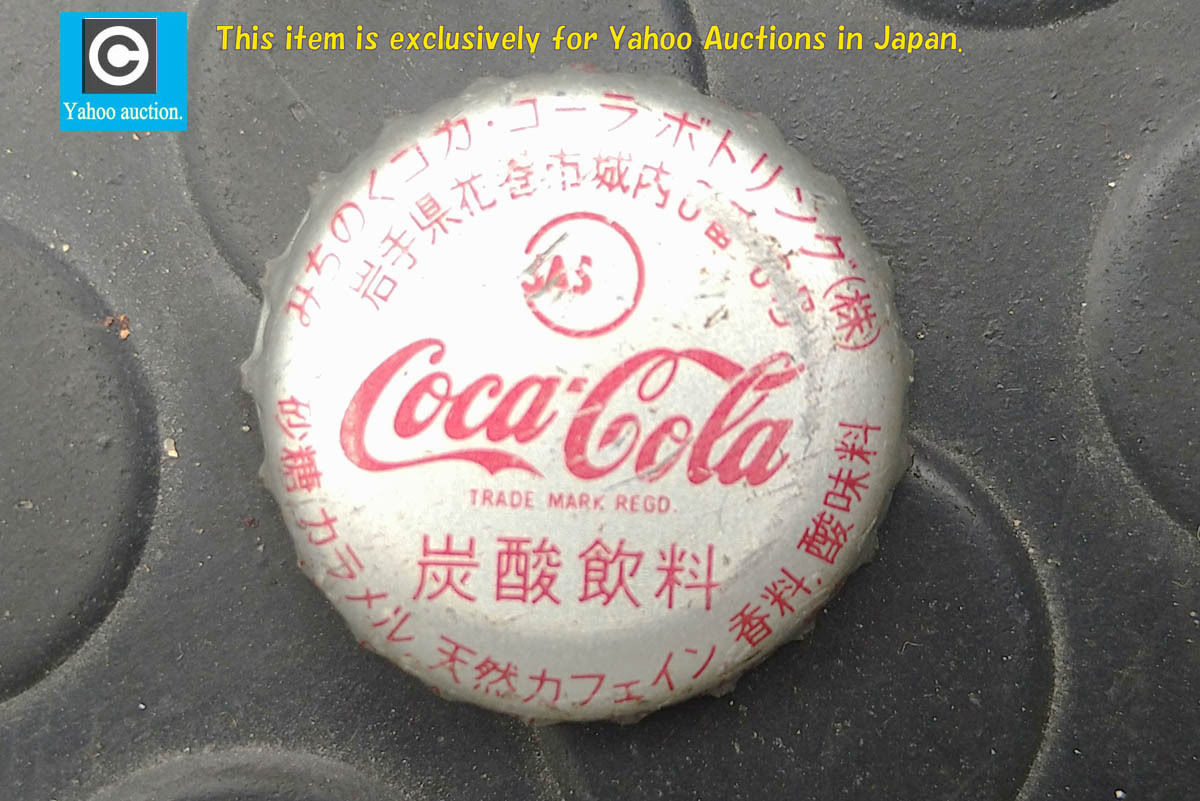 This item is exclusively for Yahoo Auctions in Japan.
C
Yahoo auction.
みちのくコカ・コーラボトリング(株)
岩手県花巻市城内
Coca-Cola
TRADE MARK REGD.
炭酸飲料
砂糖 カラメル, 天然カフェイン 香料, 酸味料